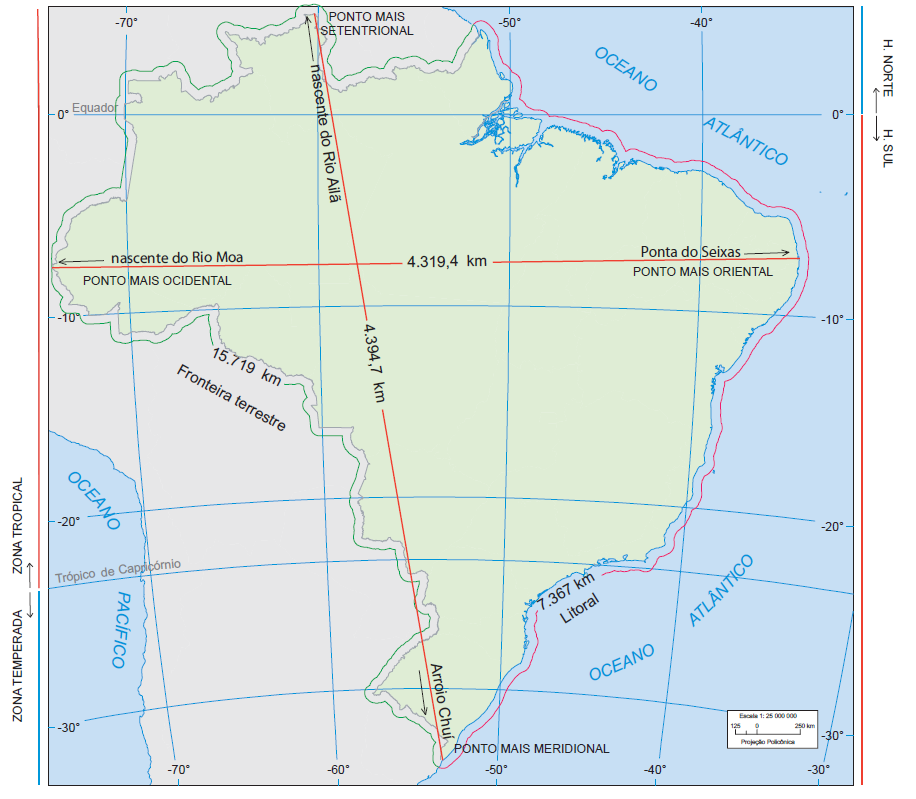 -70°
PONTO MAIS
SETENTRIONAL
-50°
-40°
OCEANO
ATLÂNTICO
H. NORTE
H. SUL
0°
Equador
0°
nascente do Rio Ailã
nascente do Rio Moa
4.319,4 km
Ponta do Seixas
PONTO MAIS OCIDENTAL
PONTO MAIS ORIENTAL
-10°
-10°
4.394,7 km
15.719 km
Fronteira terrestre
OCEANO
PACÍFICO
-20°
-20°
ZONA TROPICAL
Trópico de Capricórnio
ZONA TEMPERADA
7.367 km
Litoral
OCEANO
ATLÂNTICO
Arroio Chuí
-30°
-30°
PONTO MAIS MERIDIONAL
Escala 1: 25 000 000
125 0 250 km
Projeção Policônica
-70°
-60°
-50°
-40°
-30°